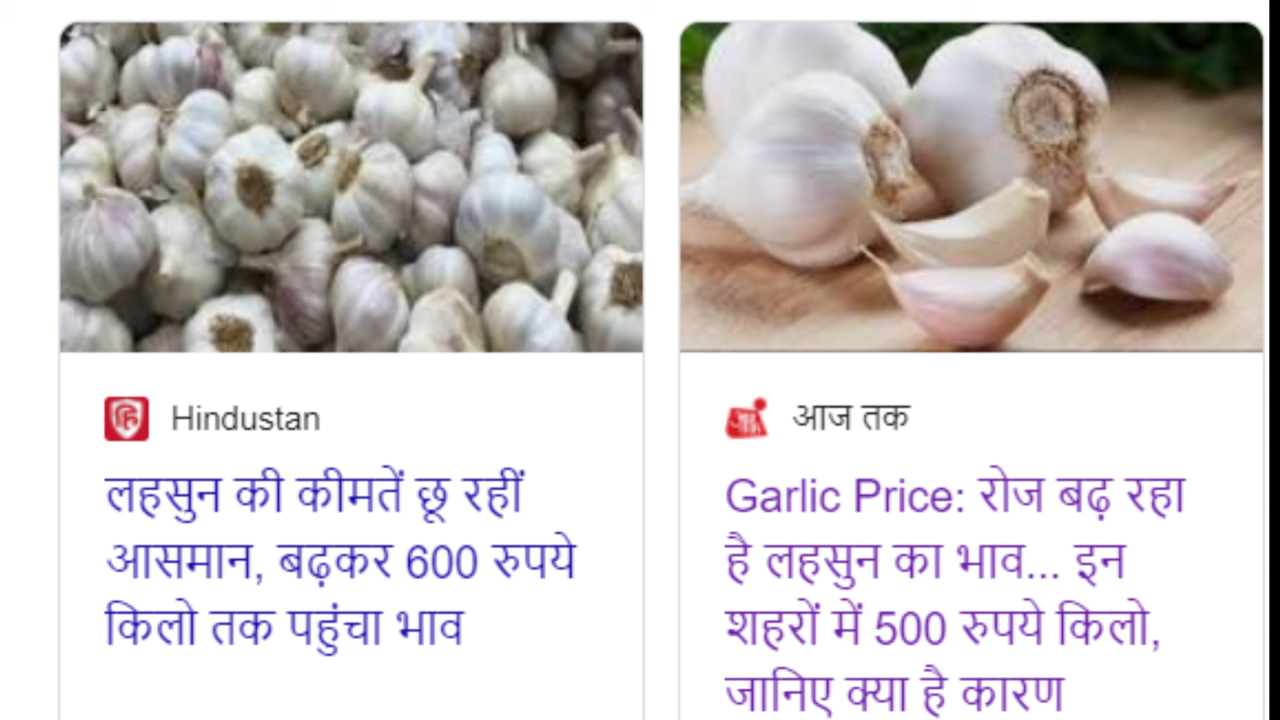 Hindustan
लहसुन की कीमतें छू रहीं
आसमान, बढ़कर 600 रुपये
किलो तक पहुंचा भाव
आज तक
Garlic Price: रोज बढ़ रहा
है लहसुन का भाव... इन
शहरों में 500 रुपये किलो,
जानिए क्या है कारण